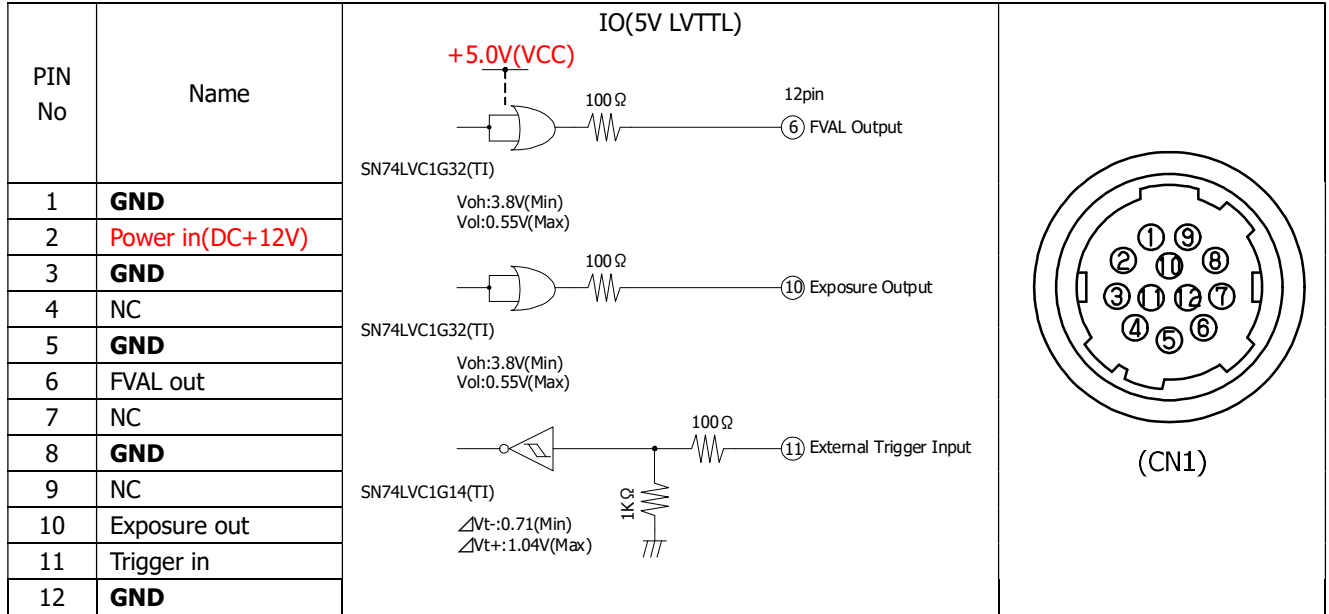 PIN
No
Name
IO(5V LVTTL)
+5.0V(VCC)
100Ω
12pin
6 FVAL Output
SN74LVC1G32(TI)
Voh:3.8V(Min)
Vol:0.55V(Max)
100Ω
10 Exposure Output
SN74LVC1G32(TI)
Voh:3.8V(Min)
Vol:0.55V(Max)
100Ω
11 External Trigger Input
SN74LVC1G14(TI)
1KΩ
⊿Vt-:0.71(Min)
⊿Vt+:1.04V(Max)
1 GND
2 Power in(DC+12V)
3 GND
4 NC
5 GND
6 FVAL out
7 NC
8 GND
9 NC
10 Exposure out
11 Trigger in
12 GND
1 9
2 10 8
3 11 12 7
4 5 6
(CN1)